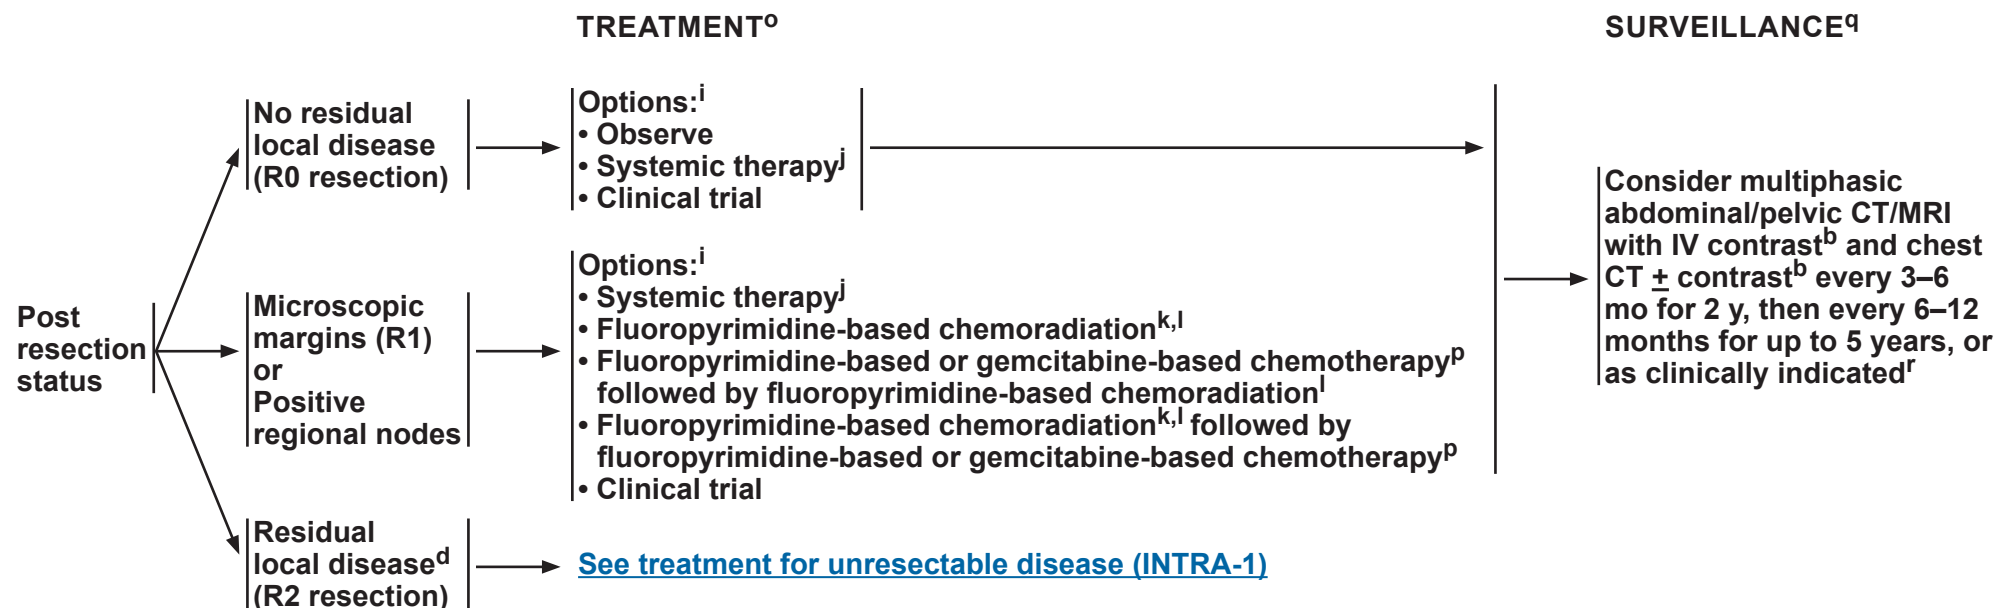 TREATMENTo
SURVEILLANCEq
Post
resection
status
No residual
local disease
(R0 resection)
Options:i
• Observe
• Systemic therapyj
• Clinical trial
Microscopic
margins (R1)
or
Positive
regional nodes
Options:i
• Systemic therapyj
• Fluoropyrimidine-based chemoradiationk,l
• Fluoropyrimidine-based or gemcitabine-based chemotherapyp
followed by fluoropyrimidine-based chemoradiationl
• Fluoropyrimidine-based chemoradiationk,l followed by
fluoropyrimidine-based or gemcitabine-based chemotherapyp
• Clinical trial
Residual
local diseased
(R2 resection)
See treatment for unresectable disease (INTRA-1)
Consider multiphasic
abdominal/pelvic CT/MRI
with IV contrastb and chest
CT ± contrastb every 3–6
mo for 2 y, then every 6–12
months for up to 5 years, or
as clinically indicatedr